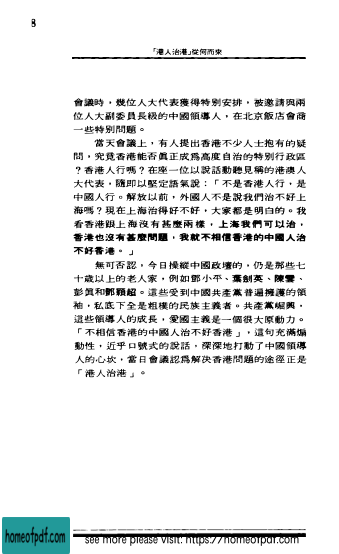 8
「港人治港」從何而來
會議時，幾位人大代表獲得特別安排，被邀請與兩
位人大副委員長級的中國領導人，在北京飯店會商
一些特別問題。
當天會議上，有人提出香港不少人士抱有的疑
問，究竟香港能否眞正成爲高度自治的特別行政區
？香港人行嗎？在座一位以說話動聽見稱的港澳人
大代表，隨即以堅定語氣說：「不是香港人行，是
中國人行。解放以前，外國人不是說我們治不好上
海嗎？現在上海治得好不好，大家都是明白的。我
看香港跟上海沒有甚麼兩樣，上海我們可以治，
香港也沒有甚麼問題，我就不相信香港的中國人治
不好香港。」
無可否認，今日操縱中國政壇的，仍是那些七
十歲以上的老人家，例如鄧小平、葉劍英、陳雲、
彭眞和鄧穎超。這些受到中國共產黨普遍擁護的領
袖，私底下全是粗樸的民族主義者。共產黨崛興，
這些領導人的成長，愛國主義是一個很大原動力。
「不相信香港的中國人治不好香港」，這句充滿煽
動性，近乎口號式的說話，深深地打動了中國領導
人的心坎，當日會議認爲解決香港問題的途徑正是
「港人治港」。
homeofpdf.com
see more please visit: https://homeofpdf.com